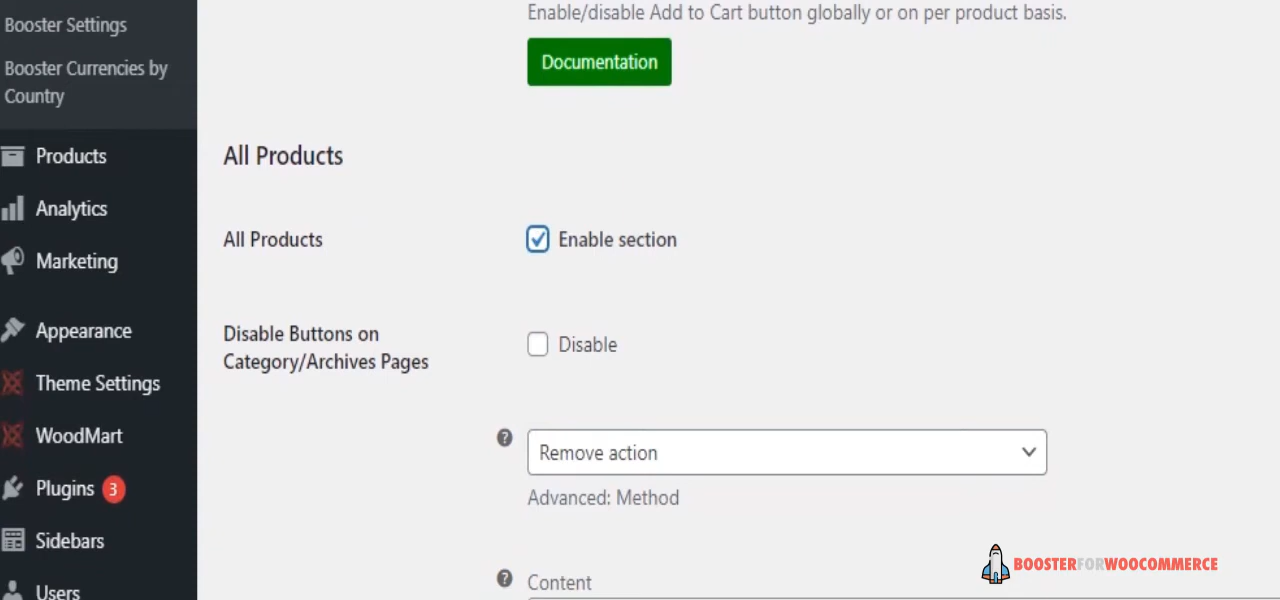 Booster Settings
Booster Currencies by
Country
Products
Analytics
Marketing
Appearance
Theme Settings
WoodMart
Plugins 3
Sidebars
Users
Enable/disable Add to Cart button globally or on per product basis.
Documentation
All Products
All Products
Enable section
Disable Buttons on
Category/Archives Pages
Disable
Remove action
Advanced: Method
Content
BOOSTERFORWOOCOMMERCE